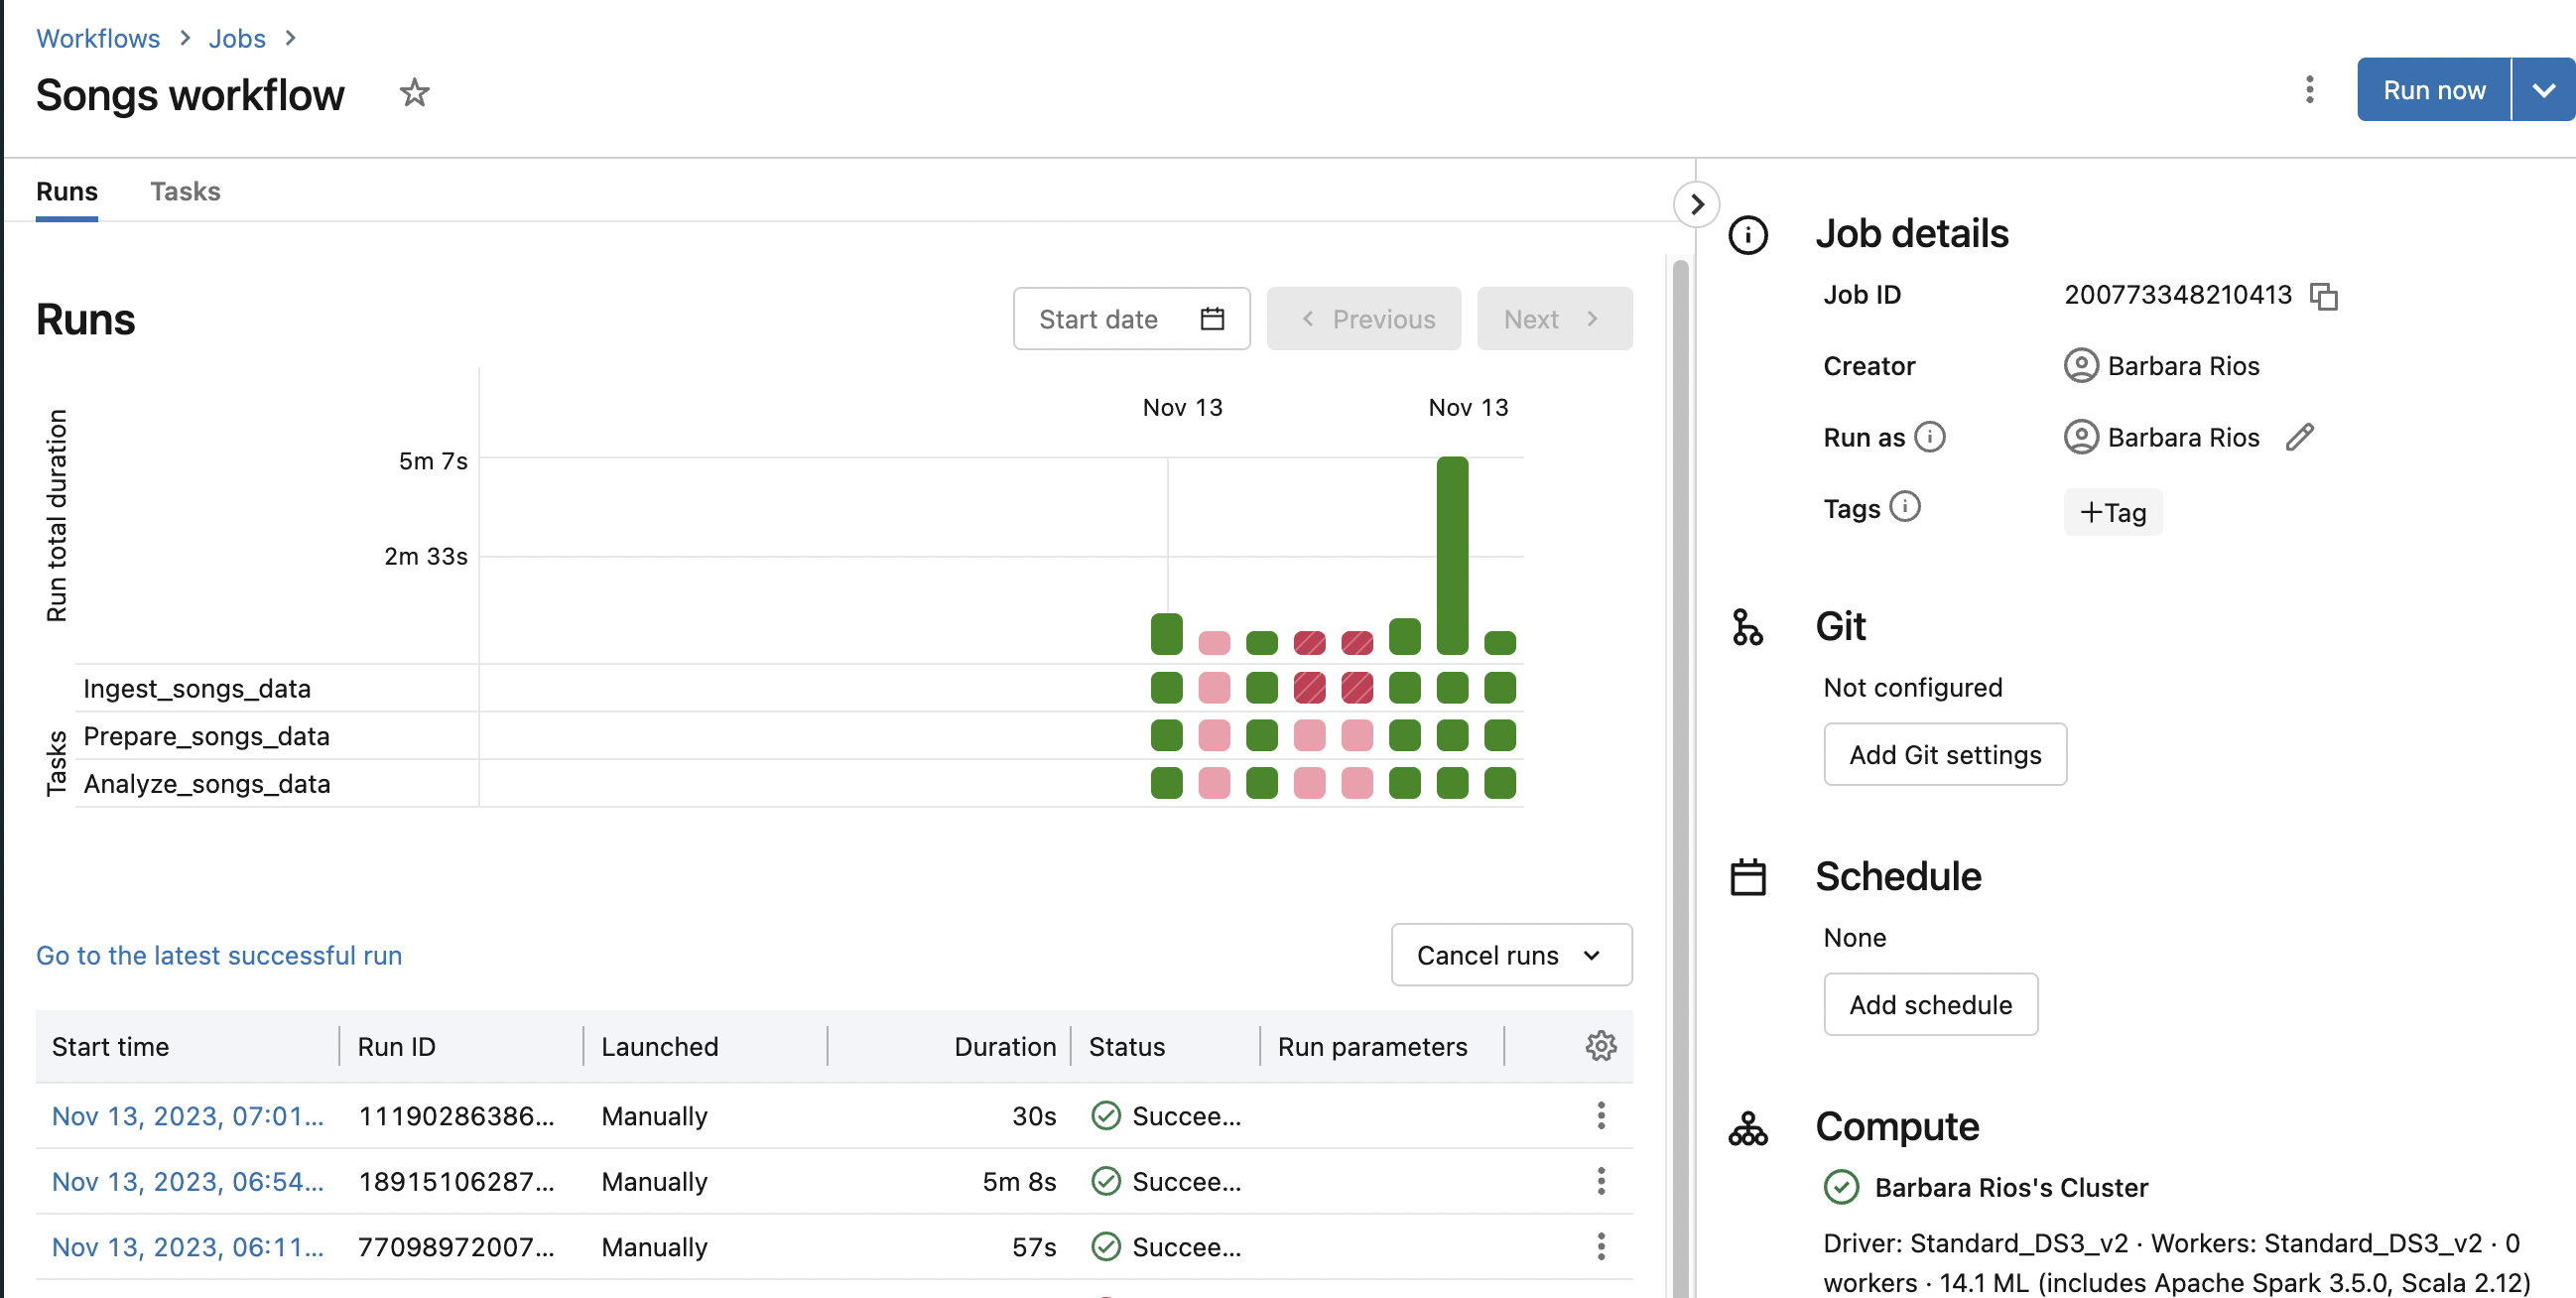 Workflows > Jobs >
Songs workflow
Run now
Runs Tasks
Runs
Start date
Previous
Next
Nov 13 Nov 13
Run total duration
5m 7s
2m 33s
Tasks
Ingest_songs_data
Prepare_songs_data
Analyze_songs_data
Go to the latest successful run
Cancel runs
Start time Run ID Launched Duration Status Run parameters
Nov 13, 2023, 07:01... 11190286386... Manually 30s Succee...
Nov 13, 2023, 06:54... 18915106287... Manually 5m 8s Succee...
Nov 13, 2023, 06:11... 77098972007... Manually 57s Succee...
Job details
Job ID 200773348210413
Creator Barbara Rios
Run as Barbara Rios
Tags +Tag
Git
Not configured
Add Git settings
Schedule
None
Add schedule
Compute
Barbara Rios's Cluster
Driver: Standard_DS3_v2 · Workers: Standard_DS3_v2 · 0
workers · 14.1 ML (includes Apache Spark 3.5.0, Scala 2.12)